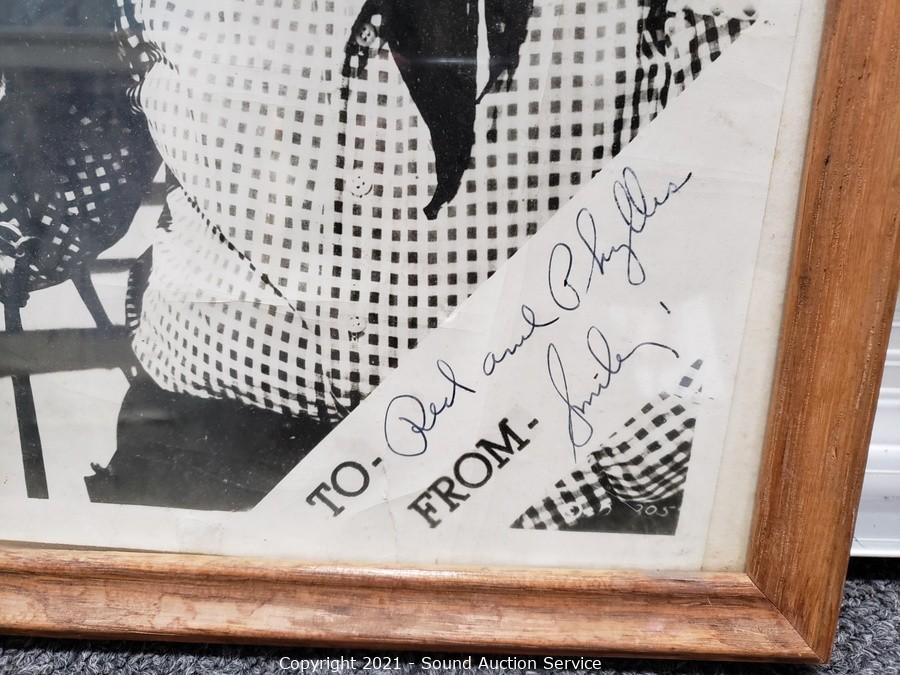 TO- Red and Phyllis
FROM- Smiley
Copyright 2021 - Sound Auction Service